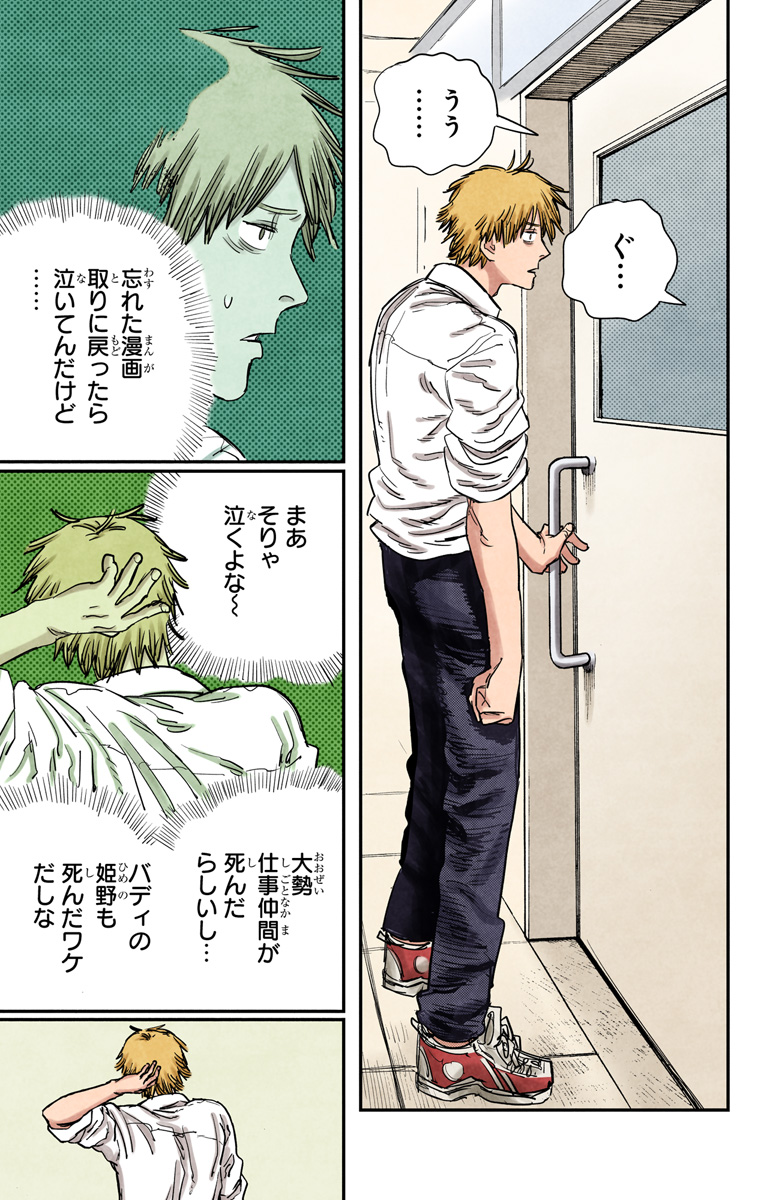 うう
……
ぐ…
忘れた漫画
取りに戻ったら
泣いてんだけど
……
まあ
そりゃ
泣くよな～
大勢
仕事仲間が
死んだ
らしいし…
バディの
姫野も
死んだワケ
だしな